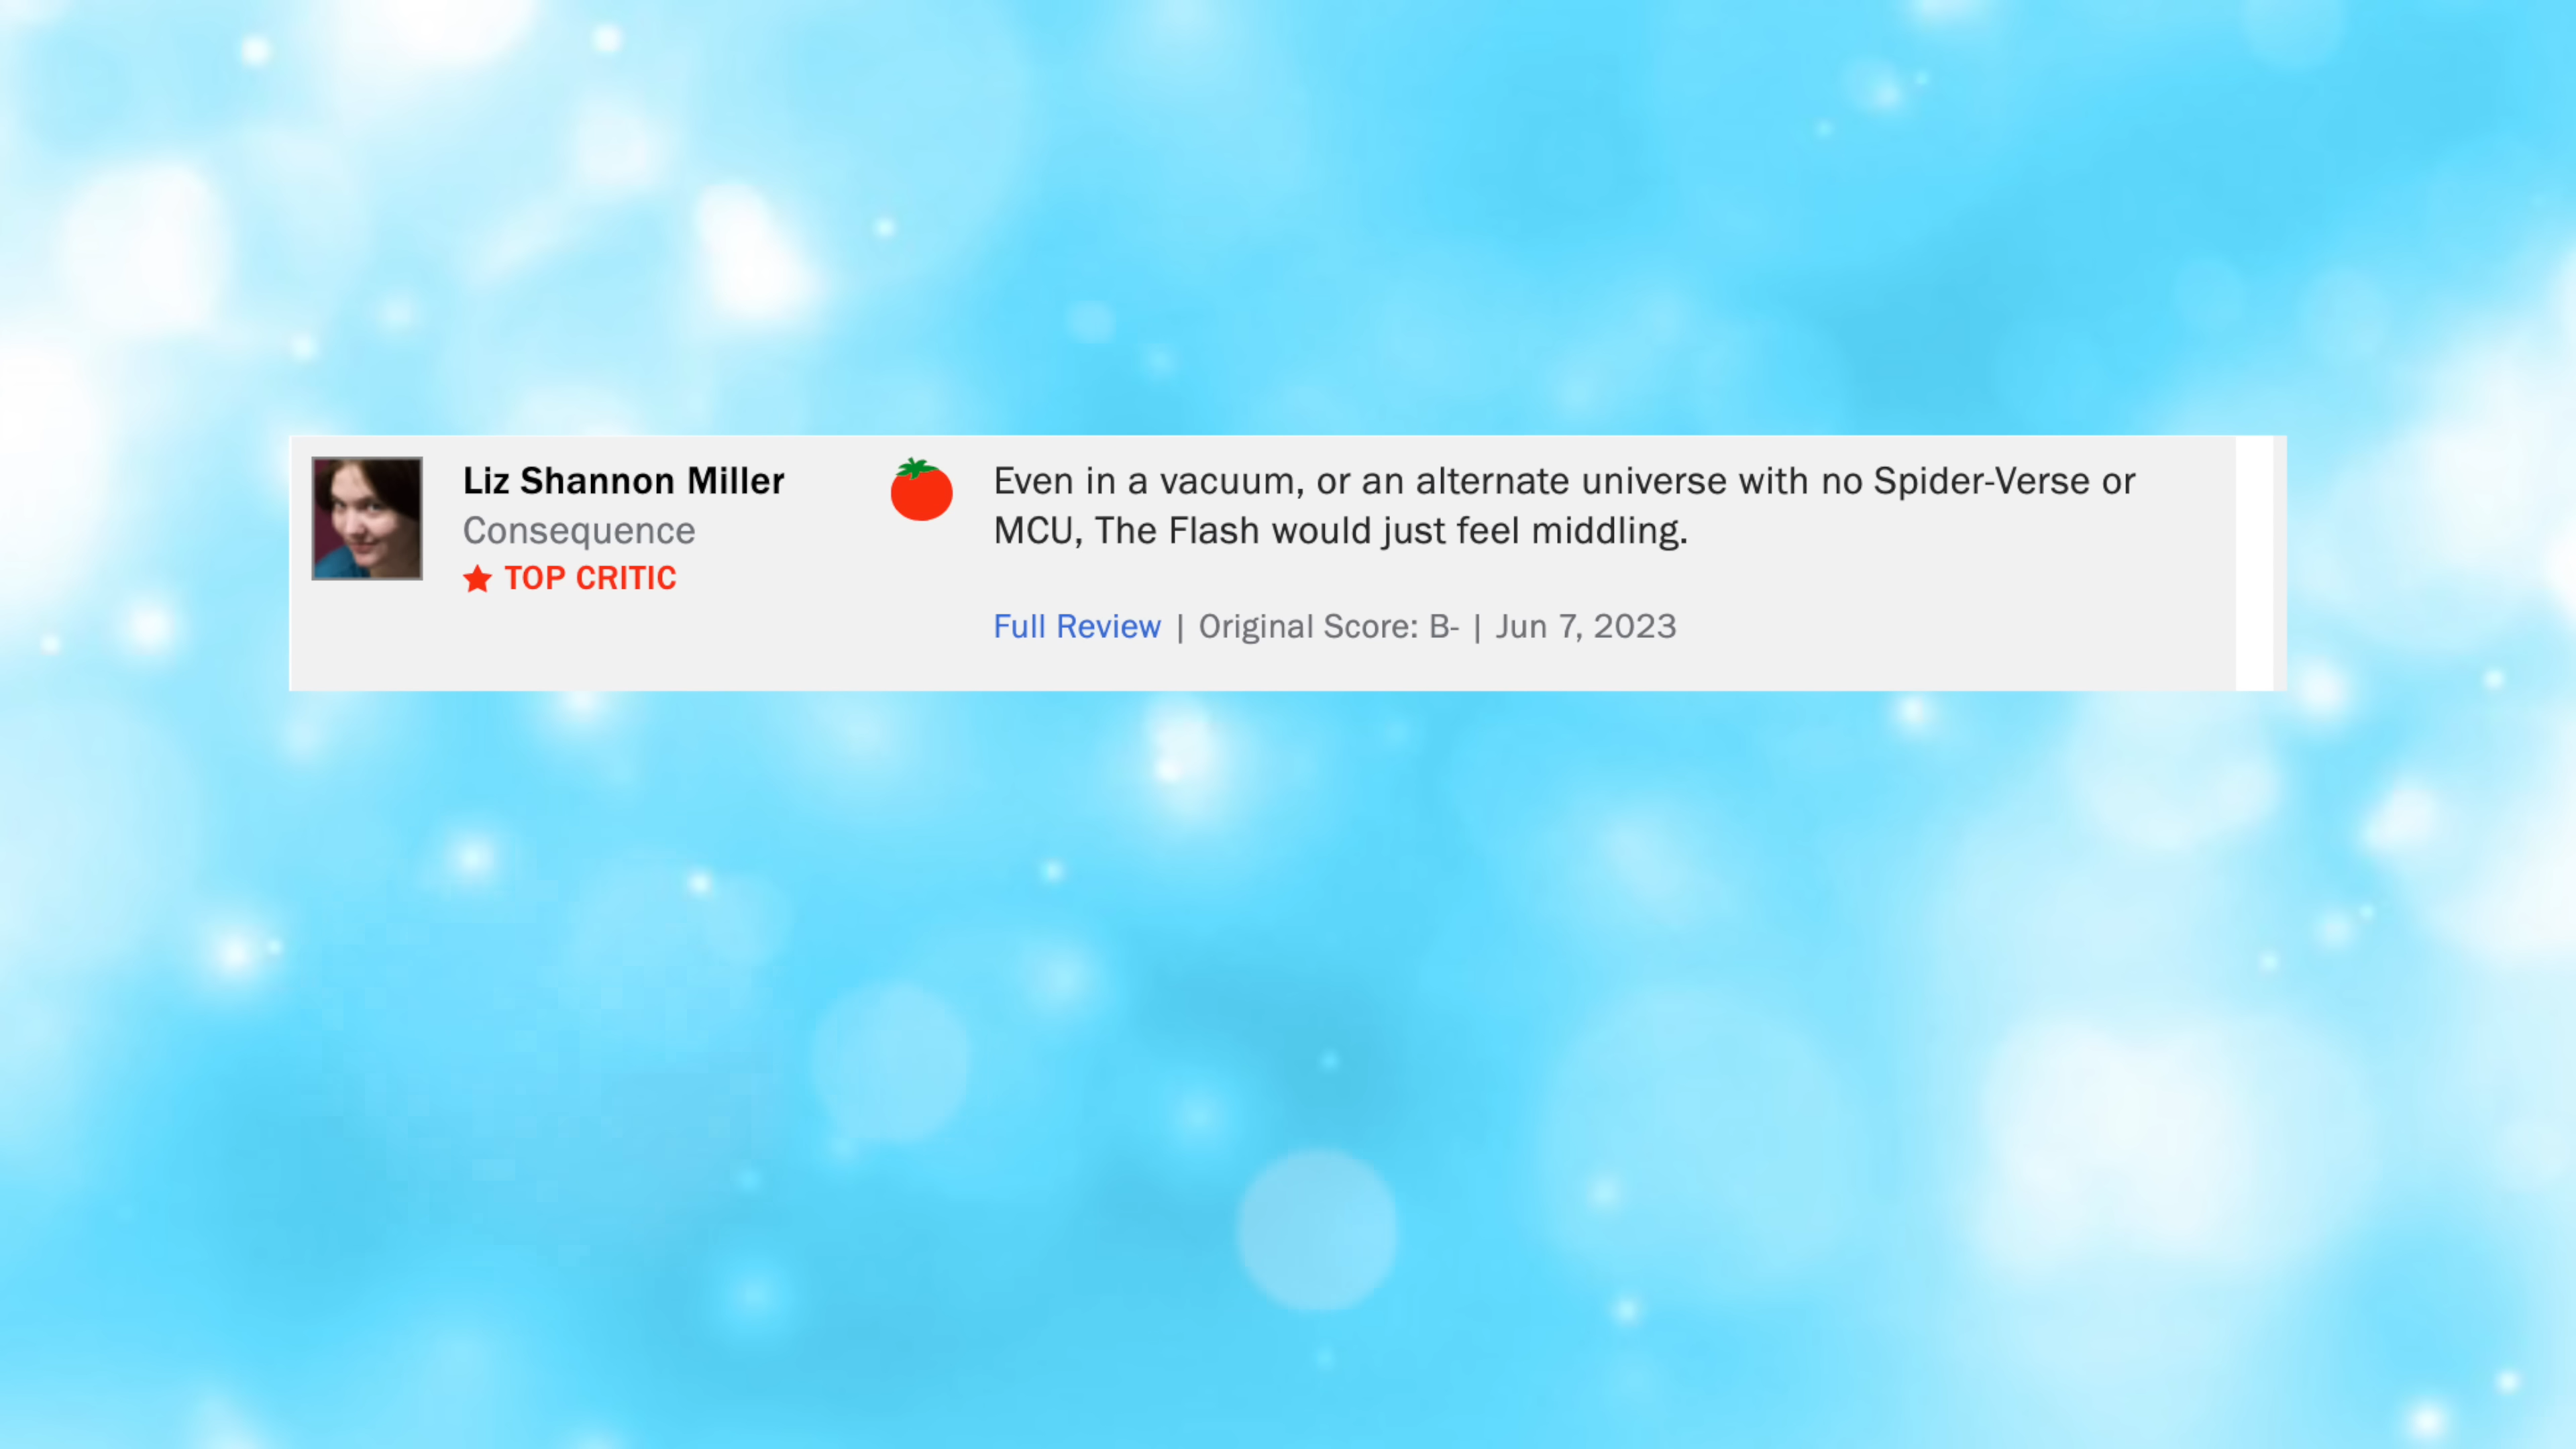 Liz Shannon Miller
Consequence
TOP CRITIC
Even in a vacuum, or an alternate universe with no Spider-Verse or
MCU, The Flash would just feel middling.
Full Review | Original Score: B- | Jun 7, 2023